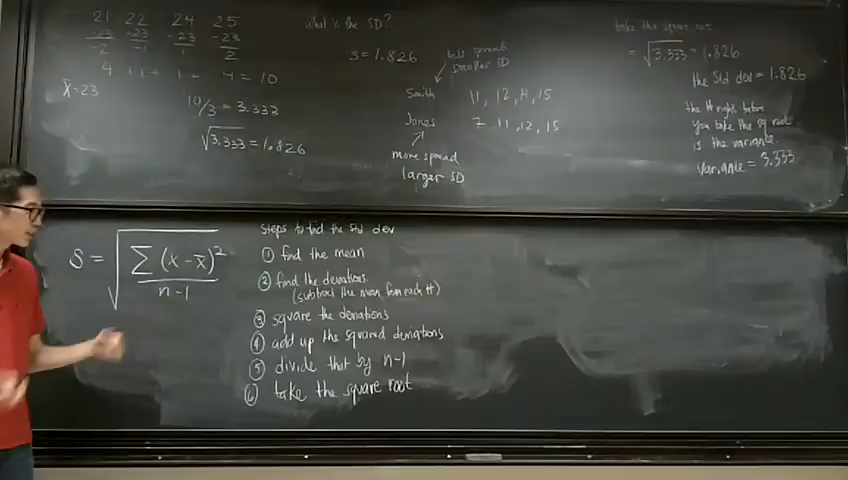 21 22 24 25
-23 -23 -23 -23
-2 -1 1 2
4 + 1 + 1 + 4 = 10
x̄ = 23
10/3 = 3.333
√3.333 = 1.826
what is the SD?
s = 1.826
less spread
smaller SD
Smith 11, 12, 14, 15
Jones 7, 11, 12, 15
more spread
larger SD
take the square root
= √3.333 = 1.826
the Std dev = 1.826
the # right before
you take the sq root
is the variance.
Variance = 3.333
S = √ Σ (x - x̄)² / n-1
Steps to find the Std dev
① find the mean
② find the deviations
(subtract the mean from each #)
③ square the deviations
④ add up the squared deviations
⑤ divide that by n-1
⑥ take the square root